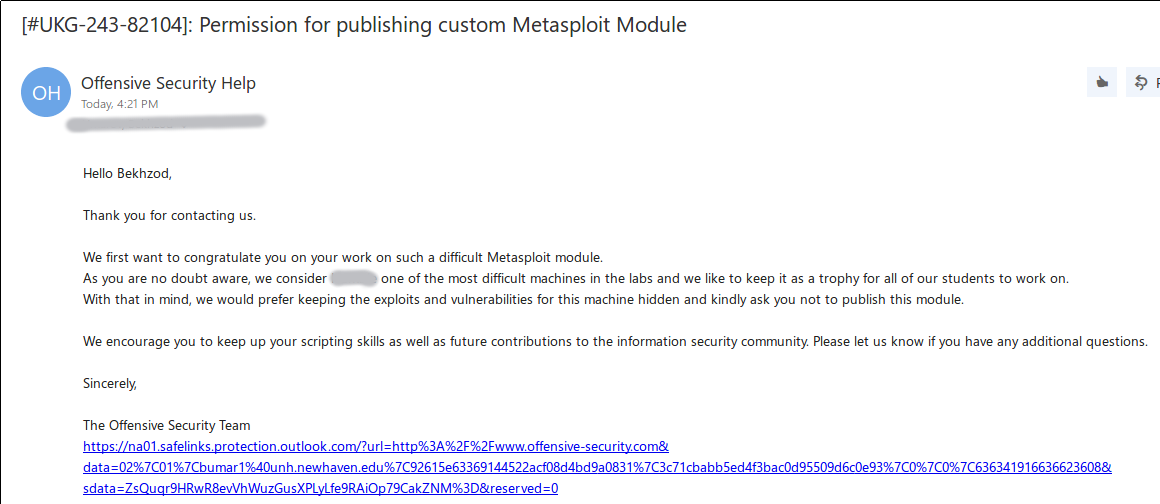 [#UKG-243-82104]: Permission for publishing custom Metasploit Module
OH
Offensive Security Help
Today, 4:21 PM
Hello Bekhzod,
Thank you for contacting us.
We first want to congratulate you on your work on such a difficult Metasploit module.
As you are no doubt aware, we consider one of the most difficult machines in the labs and we like to keep it as a trophy for all of our students to work on.
With that in mind, we would prefer keeping the exploits and vulnerabilities for this machine hidden and kindly ask you not to publish this module.
We encourage you to keep up your scripting skills as well as future contributions to the information security community. Please let us know if you have any additional questions.
Sincerely,
The Offensive Security Team
https://na01.safelinks.protection.outlook.com/?url=http%3A%2F%2Fwww.offensive-security.com&
data=02%7C01%7Cbumar1%40unh.newhaven.edu%7C92615e63369144522acf08d4bd9a0831%7C3c71cbabb5ed4f3bac0d95509d6c0e93%7C0%7C0%7C636341916636623608&
sdata=ZsQuqr9HRwR8evVhWuzGusXPLyLfe9RAiOp79CakZNM%3D&reserved=0